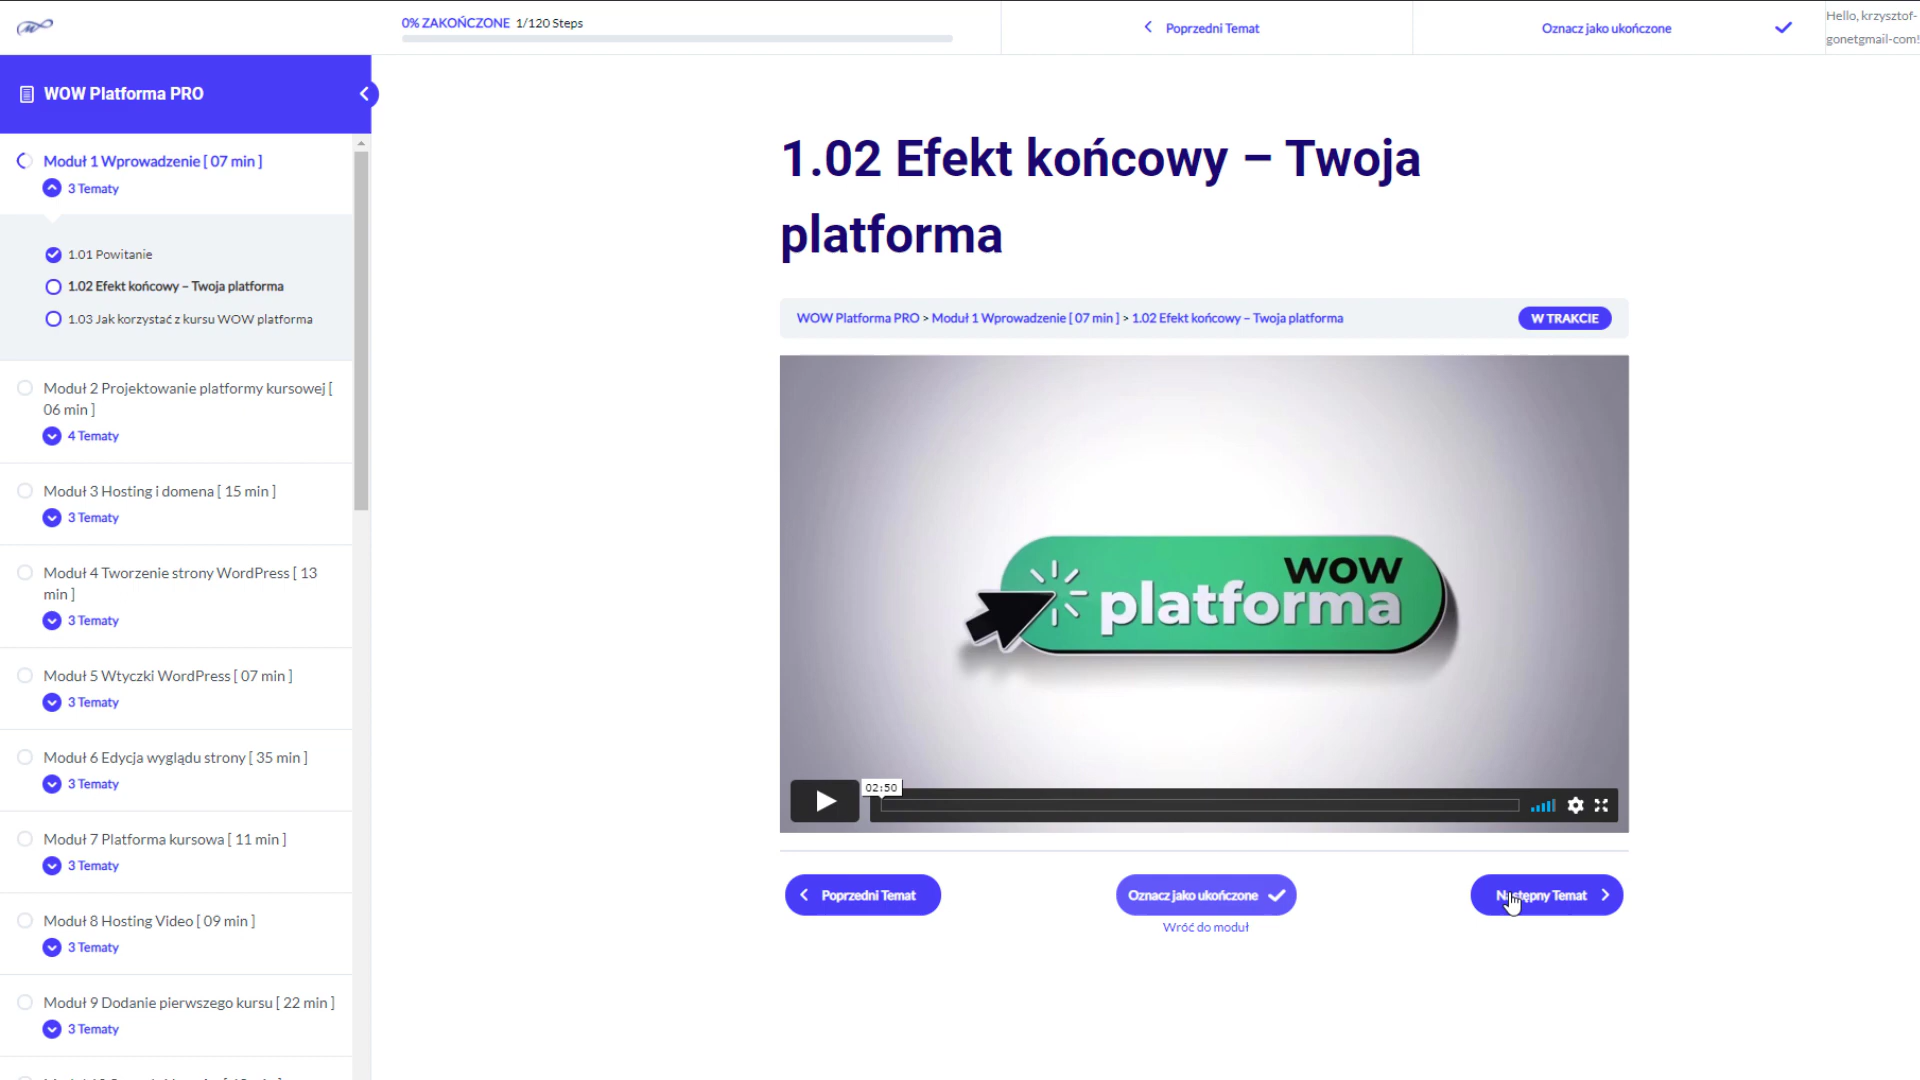 0% ZAKOŃCZONE 1/120 Steps
Poprzedni Temat
Oznacz jako ukończone
Hello, krzysztof-
gonetgmail-com!
WOW Platforma PRO
Moduł 1 Wprowadzenie [ 07 min ]
3 Tematy
1.01 Powitanie
1.02 Efekt końcowy – Twoja platforma
1.03 Jak korzystać z kursu WOW platforma
Moduł 2 Projektowanie platformy kursowej [
06 min ]
4 Tematy
Moduł 3 Hosting i domena [ 15 min ]
3 Tematy
Moduł 4 Tworzenie strony WordPress [ 13
min ]
3 Tematy
Moduł 5 Wtyczki WordPress [ 07 min ]
3 Tematy
Moduł 6 Edycja wyglądu strony [ 35 min ]
3 Tematy
Moduł 7 Platforma kursowa [ 11 min ]
3 Tematy
Moduł 8 Hosting Video [ 09 min ]
3 Tematy
Moduł 9 Dodanie pierwszego kursu [ 22 min ]
3 Tematy
1.02 Efekt końcowy – Twoja
platforma
WOW Platforma PRO > Moduł 1 Wprowadzenie [ 07 min ] > 1.02 Efekt końcowy – Twoja platforma
W TRAKCIE
wow
platforma
02:50
Poprzedni Temat
Oznacz jako ukończone
Następny Temat
Wróć do moduł